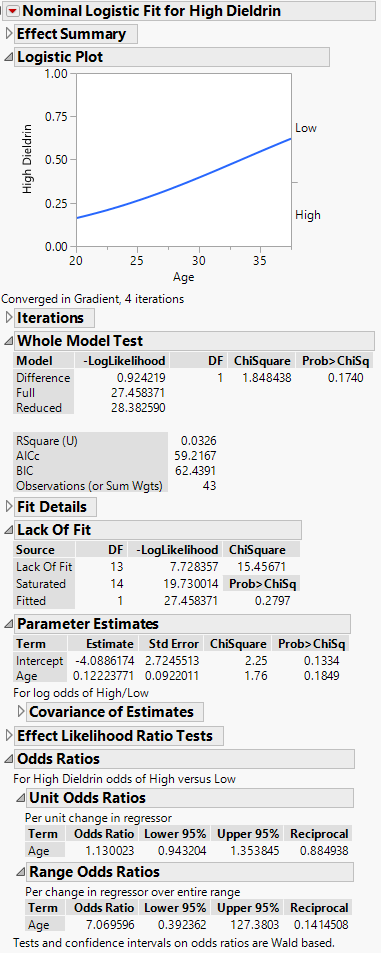 Nominal Logistic Fit for High Dieldrin
Effect Summary
Logistic Plot
1.00
0.75
0.50
0.25
0.00
High Dieldrin
Low
High
20 25 30 35
Age
Converged in Gradient, 4 iterations
Iterations
Whole Model Test
Model -LogLikelihood DF ChiSquare Prob>ChiSq
Difference 0.924219 1 1.848438 0.1740
Full 27.458371
Reduced 28.382590
RSquare (U) 0.0326
AICc 59.2167
BIC 62.4391
Observations (or Sum Wgts) 43
Fit Details
Lack Of Fit
Source DF -LogLikelihood ChiSquare
Lack Of Fit 13 7.728357 15.45671
Saturated 14 19.730014 Prob>ChiSq
Fitted 1 27.458371 0.2797
Parameter Estimates
Term Estimate Std Error ChiSquare Prob>ChiSq
Intercept -4.0886174 2.7245513 2.25 0.1334
Age 0.12223771 0.0922011 1.76 0.1849
For log odds of High/Low
Covariance of Estimates
Effect Likelihood Ratio Tests
Odds Ratios
For High Dieldrin odds of High versus Low
Unit Odds Ratios
Per unit change in regressor
Term Odds Ratio Lower 95% Upper 95% Reciprocal
Age 1.130023 0.943204 1.353845 0.884938
Range Odds Ratios
Per change in regressor over entire range
Term Odds Ratio Lower 95% Upper 95% Reciprocal
Age 7.069596 0.392362 127.3803 0.1414508
Tests and confidence intervals on odds ratios are Wald based.